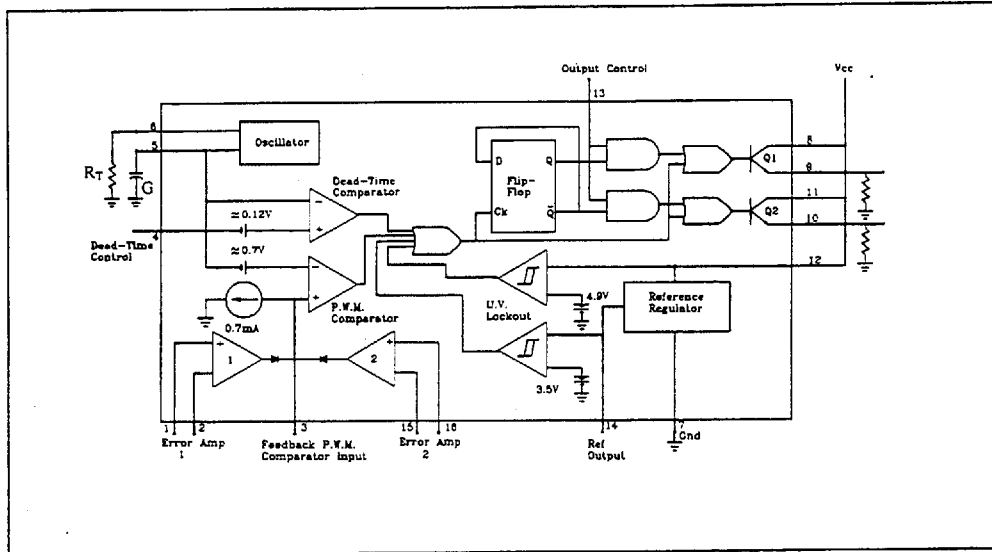 Output Control
Vcc
13
6
Oscillator
5
R_T
G
D
Q
Flip-
Flop
Ck
Q̅
Q1
8
9
11
Q2
10
Dead-Time
Comparator
≈0.12V
4
Dead-Time
Control
≈0.7V
12
P.W.M.
Comparator
0.7mA
U.V.
Lockout
4.9V
Reference
Regulator
3.5V
1
2
1
2
3
15
16
14
7
Gnd
Error Amp
1
Feedback P.W.M.
Comparator Input
Error Amp
2
Ref
Output